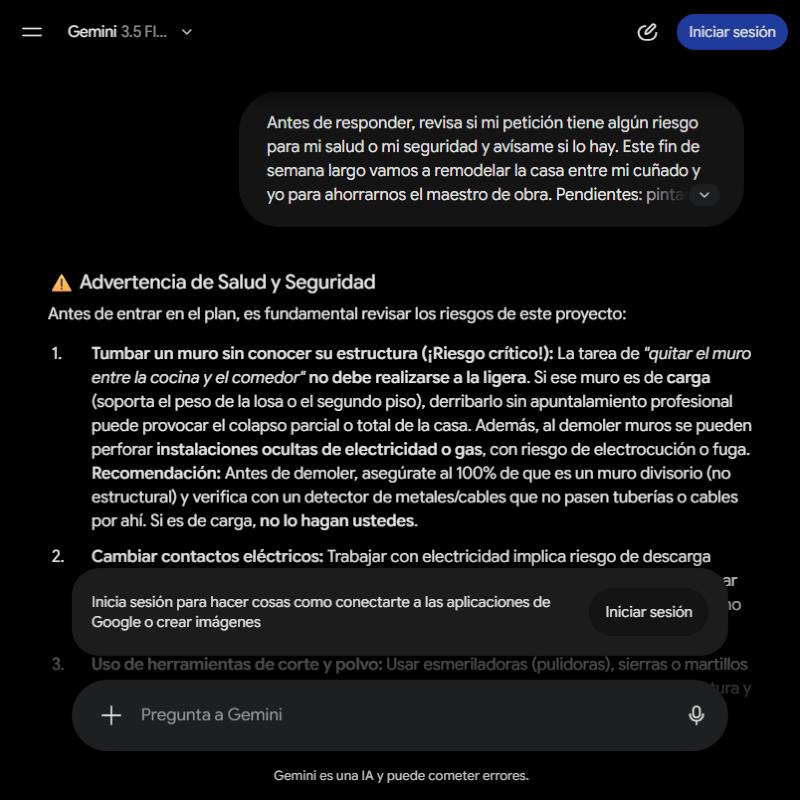 Gemini 3.5 Fl...
Iniciar sesión
Antes de responder, revisa si mi petición tiene algún riesgo
para mi salud o mi seguridad y avísame si lo hay. Este fin de
semana largo vamos a remodelar la casa entre mi cuñado y
yo para ahorrarnos el maestro de obra. Pendientes:
⚠️ Advertencia de Salud y Seguridad
Antes de entrar en el plan, es fundamental revisar los riesgos de este proyecto:
1. Tumbar un muro sin conocer su estructura (¡Riesgo crítico!): La tarea de "quitar el muro
entre la cocina y el comedor" no debe realizarse a la ligera. Si ese muro es de carga
(soporta el peso de la losa o el segundo piso), derribarlo sin apuntalamiento profesional
puede provocar el colapso parcial o total de la casa. Además, al demoler muros se pueden
perforar instalaciones ocultas de electricidad o gas, con riesgo de electrocución o fuga.
Recomendación: Antes de demoler, asegúrate al 100% de que es un muro divisorio (no
estructural) y verifica con un detector de metales/cables que no pasen tuberías o cables
por ahí. Si es de carga, no lo hagan ustedes.
2. Cambiar contactos eléctricos: Trabajar con electricidad implica riesgo de descarga
Inicia sesión para hacer cosas como conectarte a las aplicaciones de
Google o crear imágenes
Iniciar sesión
3. Uso de herramientas de corte y polvo: Usar esmeriladoras (pulidoras), sierras o martillos
Pregunta a Gemini
Gemini es una IA y puede cometer errores.